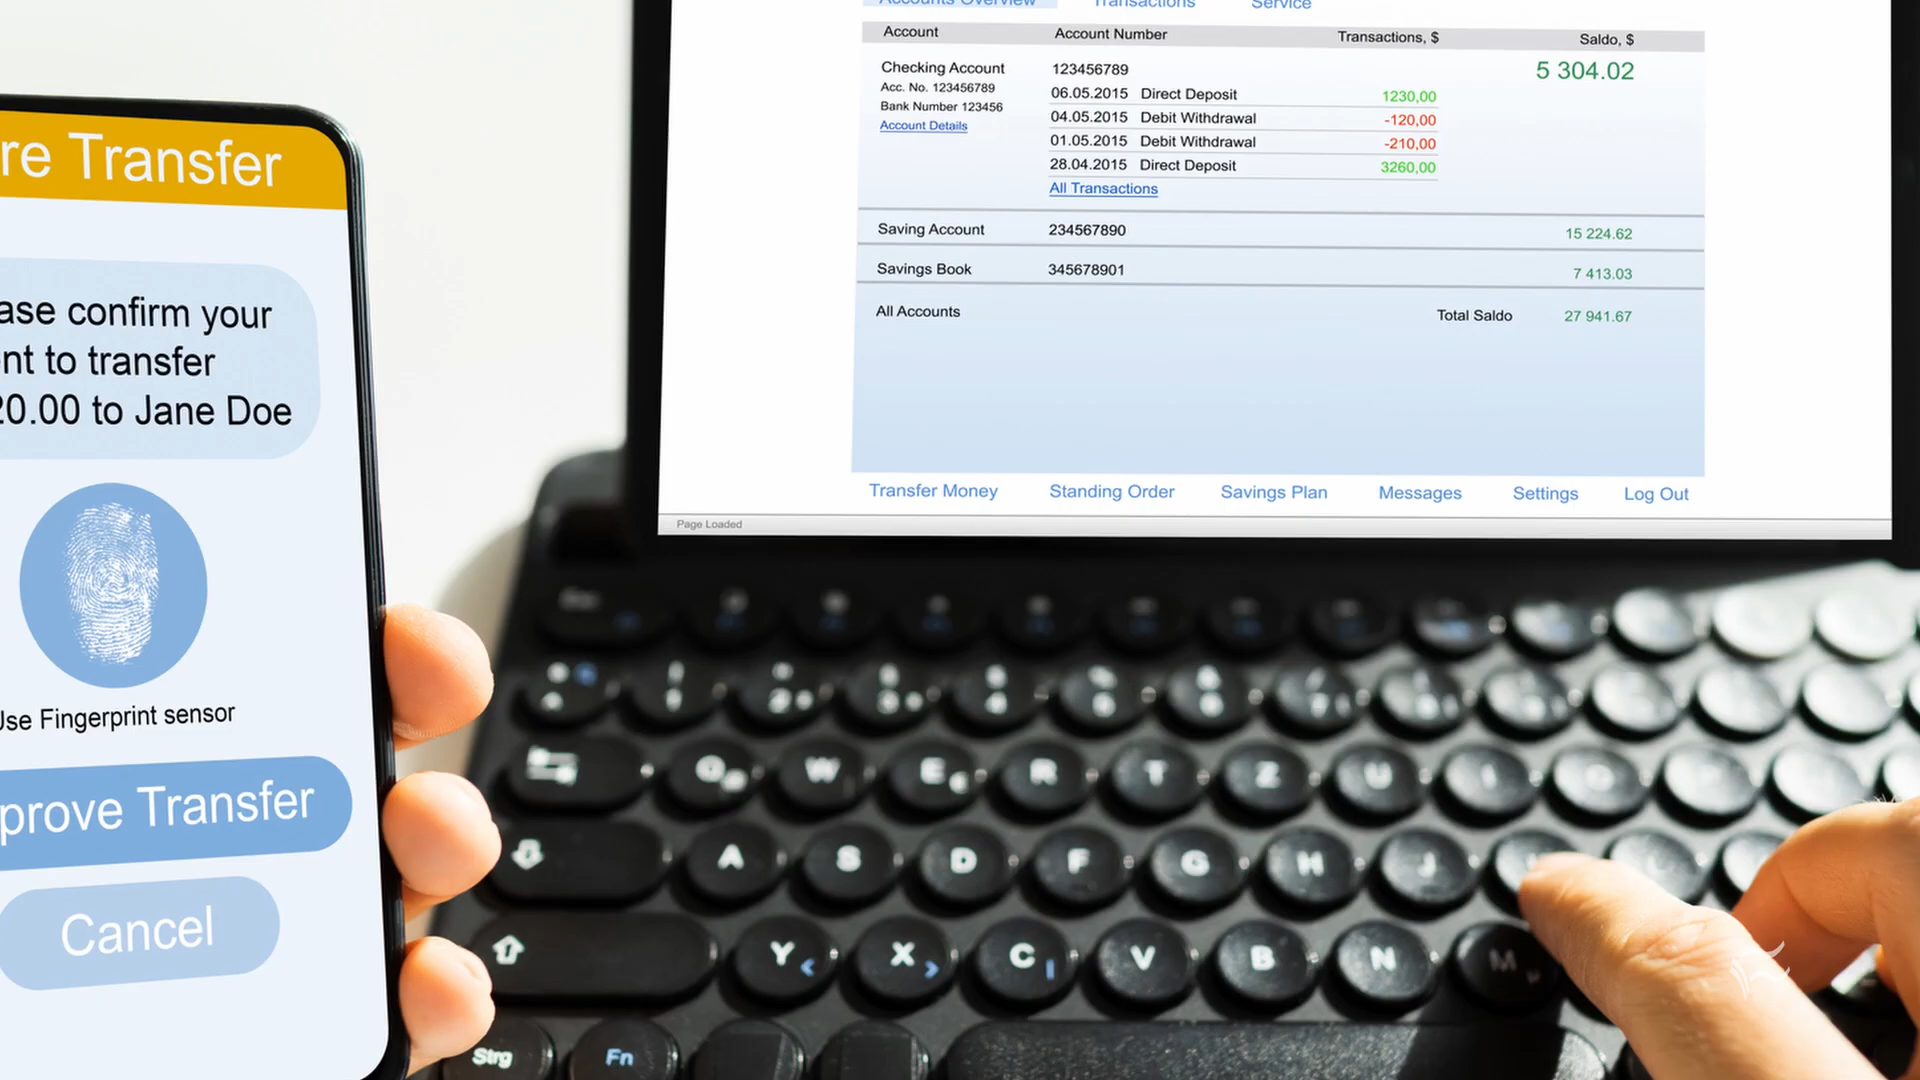 re Transfer
ase confirm your
nt to transfer
20.00 to Jane Doe
Use Fingerprint sensor
prove Transfer
Cancel
Accounts Overview Transactions Service
Account Account Number Transactions, $ Saldo, $
Checking Account 123456789 5 304.02
Acc. No. 123456789
Bank Number 123456
Account Details
06.05.2015 Direct Deposit 1230,00
04.05.2015 Debit Withdrawal -120,00
01.05.2015 Debit Withdrawal -210,00
28.04.2015 Direct Deposit 3260,00
All Transactions
Saving Account 234567890 15 224.62
Savings Book 345678901 7 413.03
All Accounts Total Saldo 27 941.67
Transfer Money Standing Order Savings Plan Messages Settings Log Out
Page Loaded
Q W E € R T Z U
A S D F G H J
Y < X > C | V B N M µ
Strg Fn